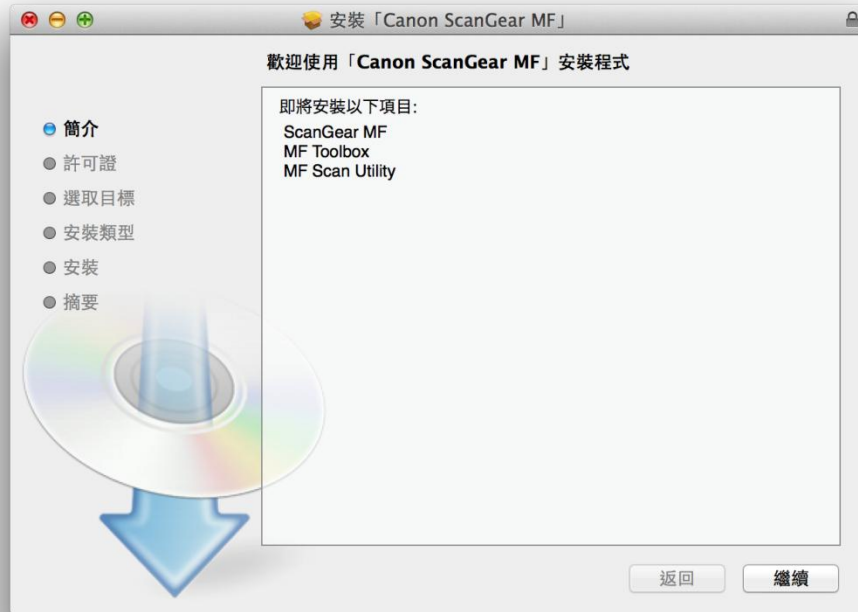 安裝「Canon ScanGear MF」
歡迎使用「Canon ScanGear MF」安裝程式
簡介
許可證
選取目標
安裝類型
安裝
摘要
即將安裝以下項目:
ScanGear MF
MF Toolbox
MF Scan Utility
返回
繼續